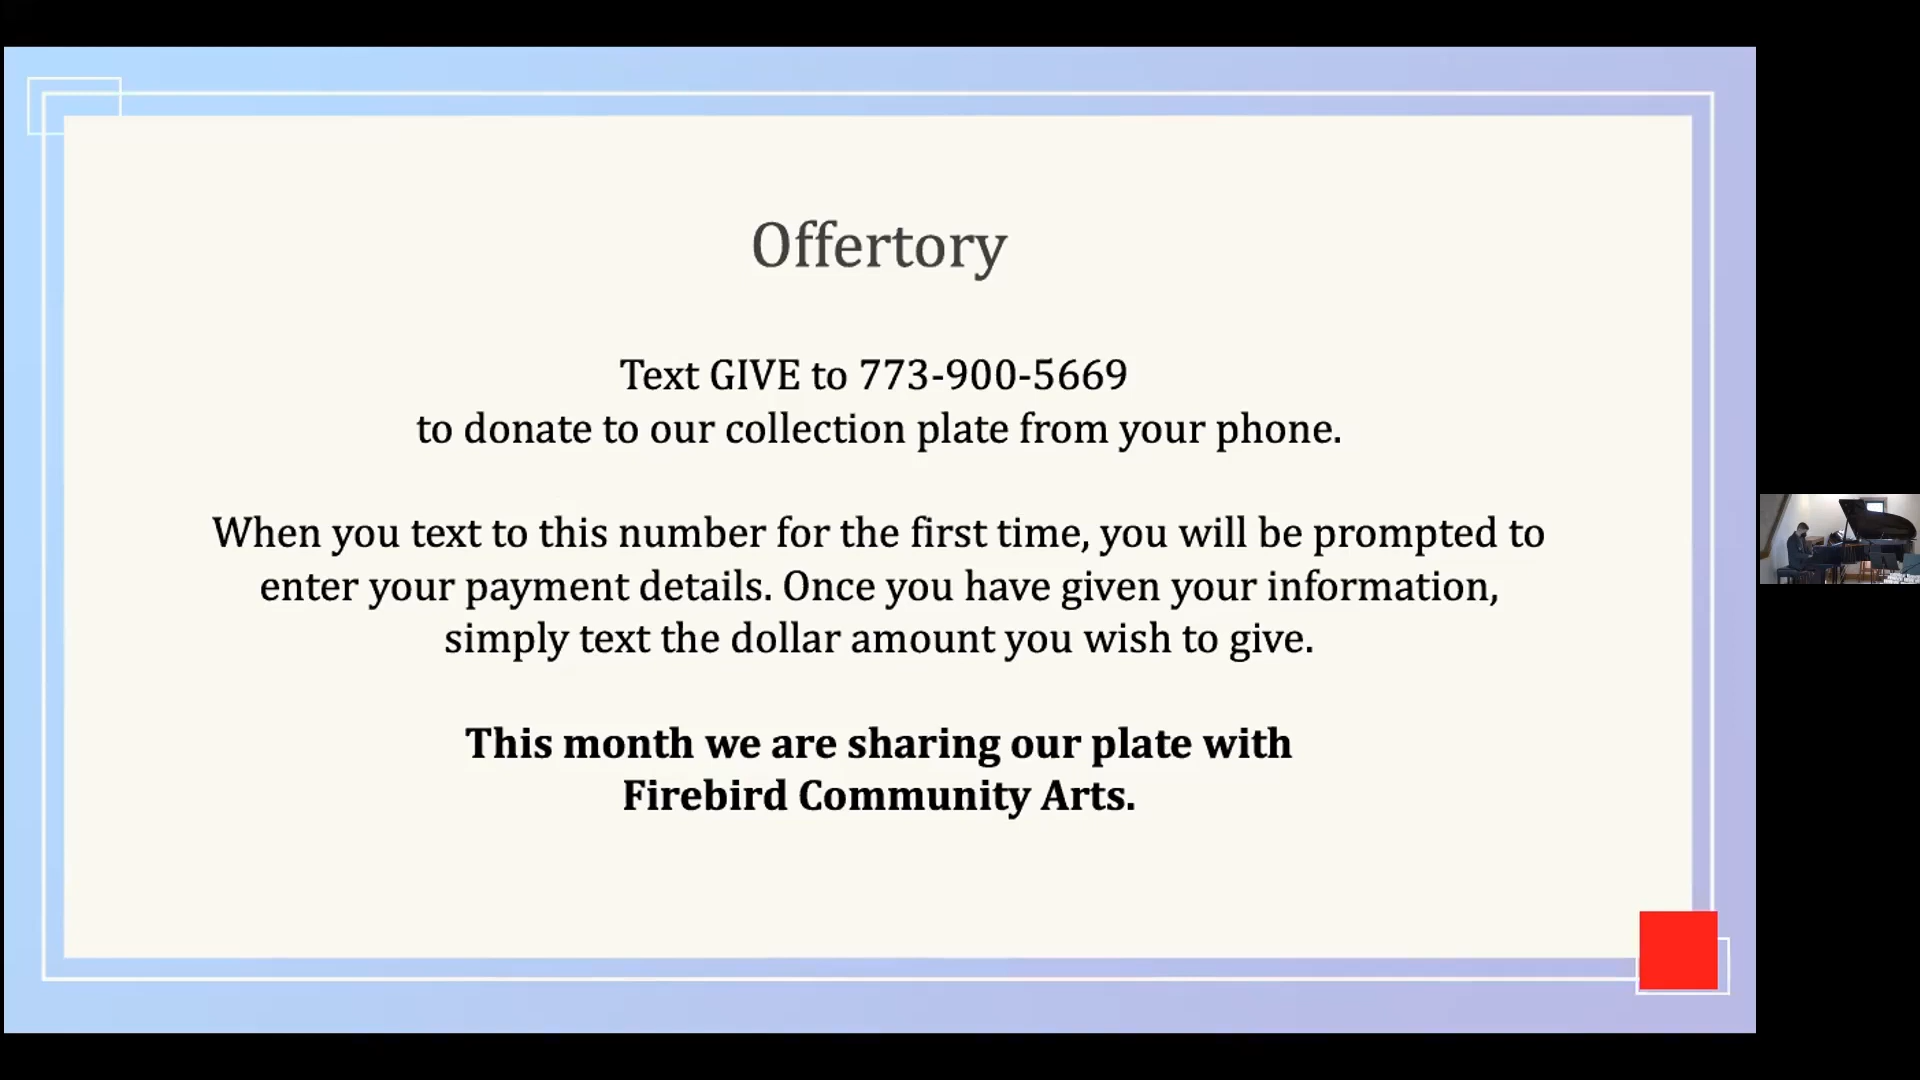 Offertory
Text GIVE to 773-900-5669
to donate to our collection plate from your phone.
When you text to this number for the first time, you will be prompted to
enter your payment details. Once you have given your information,
simply text the dollar amount you wish to give.
This month we are sharing our plate with
Firebird Community Arts.